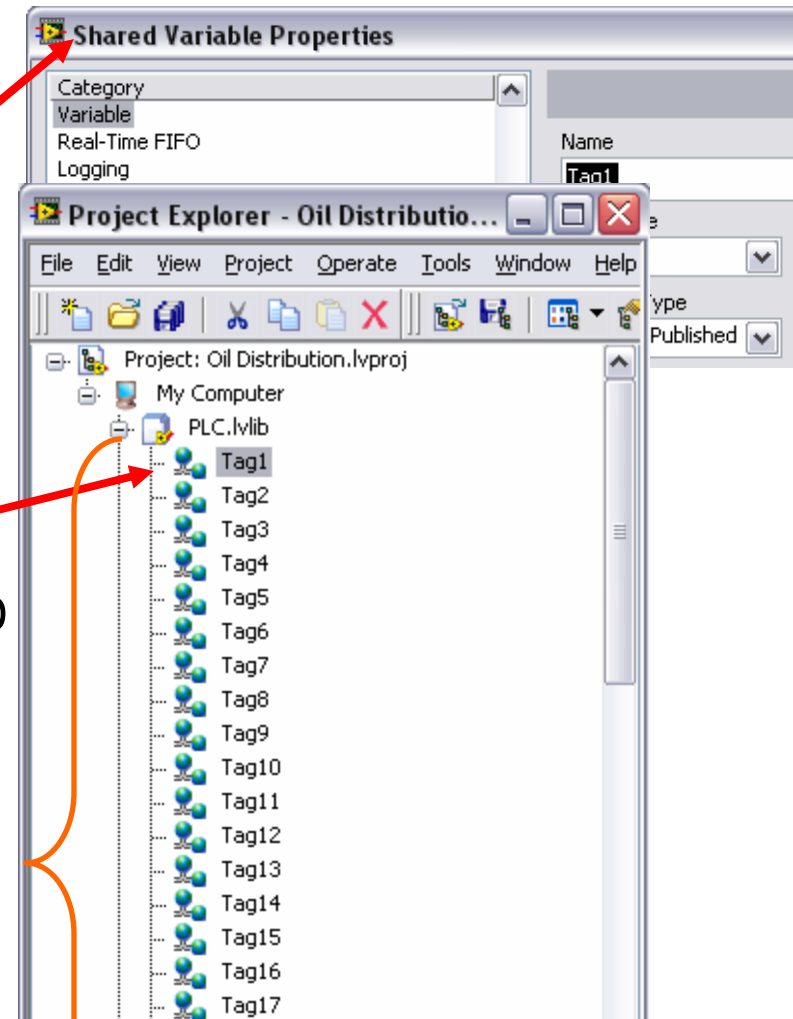 Shared Variable Properties
Category
Variable
Real-Time FIFO
Logging
Name
Tag1
Project Explorer - Oil Distributio...
File Edit View Project Operate Tools Window Help
Published
Project: Oil Distribution.lvproj
My Computer
PLC.lvlib
Tag1
Tag2
Tag3
Tag4
Tag5
Tag6
Tag7
Tag8
Tag9
Tag10
Tag11
Tag12
Tag13
Tag14
Tag15
Tag16
Tag17